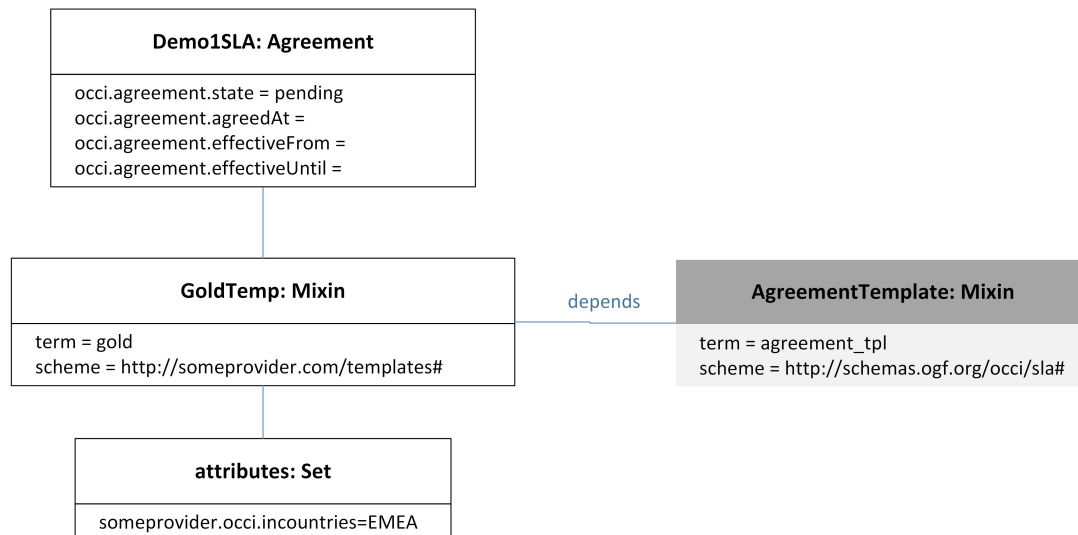 Demo1SLA: Agreement
occi.agreement.state = pending
occi.agreement.agreedAt =
occi.agreement.effectiveFrom =
occi.agreement.effectiveUntil =
GoldTemp: Mixin
term = gold
scheme = http://someprovider.com/templates#
depends
AgreementTemplate: Mixin
term = agreement_tpl
scheme = http://schemas.ogf.org/occi/sla#
attributes: Set
someprovider.occi.incountries=EMEA